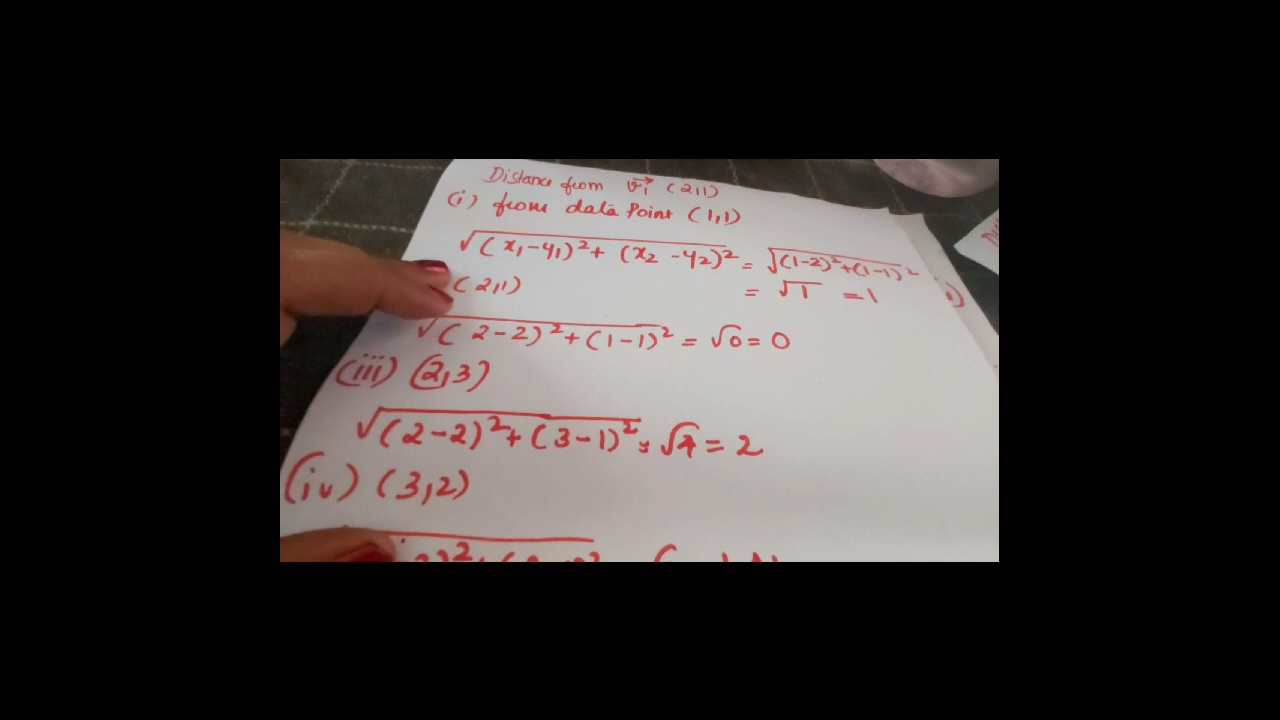 Distance from v₁→ (2,1)
(i) from data Point (1,1)
√(x₁-y₁)²+ (x₂-y₂)² = √(1-2)²+(1-1)²
= √1 = 1
(2,1)
√(2-2)²+(1-1)² = √0 = 0
(iii) (2,3)
√(2-2)²+(3-1)² = √4 = 2
(iv) (3,2)